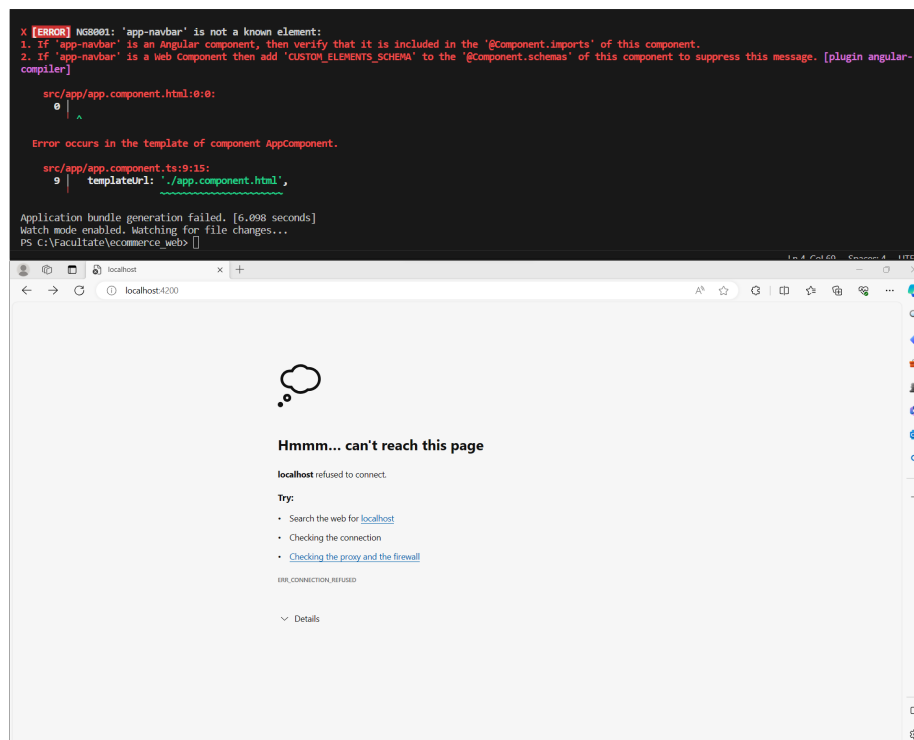 X [ERROR] NG8001: 'app-navbar' is not a known element:
1. If 'app-navbar' is an Angular component, then verify that it is included in the '@Component.imports' of this component.
2. If 'app-navbar' is a Web Component then add 'CUSTOM_ELEMENTS_SCHEMA' to the '@Component.schemas' of this component to suppress this message. [plugin angular-
compiler]
src/app/app.component.html:0:0:
0 |
^
Error occurs in the template of component AppComponent.
src/app/app.component.ts:9:15:
9 | templateUrl: './app.component.html',
~~~~~~~~~~~~~~~~~~~~~~
Application bundle generation failed. [6.098 seconds]
Watch mode enabled. Watching for file changes...
PS C:\Facultate\ecommerce_web>
localhost
localhost:4200
Hmmm... can't reach this page
localhost refused to connect.
Try:
• Search the web for localhost
• Checking the connection
• Checking the proxy and the firewall
ERR_CONNECTION_REFUSED
Details